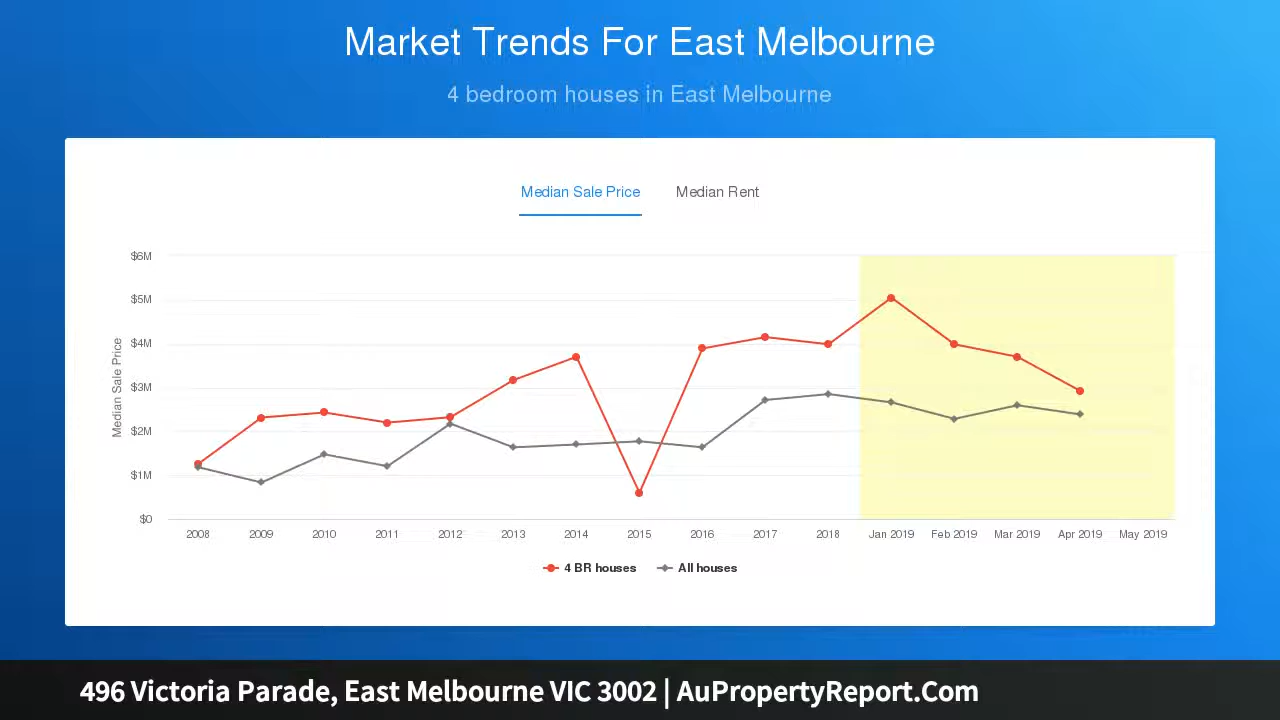 Market Trends For East Melbourne
4 bedroom houses in East Melbourne
Median Sale Price Median Rent
Median Sale Price
$6M
$5M
$4M
$3M
$2M
$1M
$0
2008 2009 2010 2011 2012 2013 2014 2015 2016 2017 2018 Jan 2019 Feb 2019 Mar 2019 Apr 2019 May 2019
4 BR houses All houses
496 Victoria Parade, East Melbourne VIC 3002 | AuPropertyReport.Com